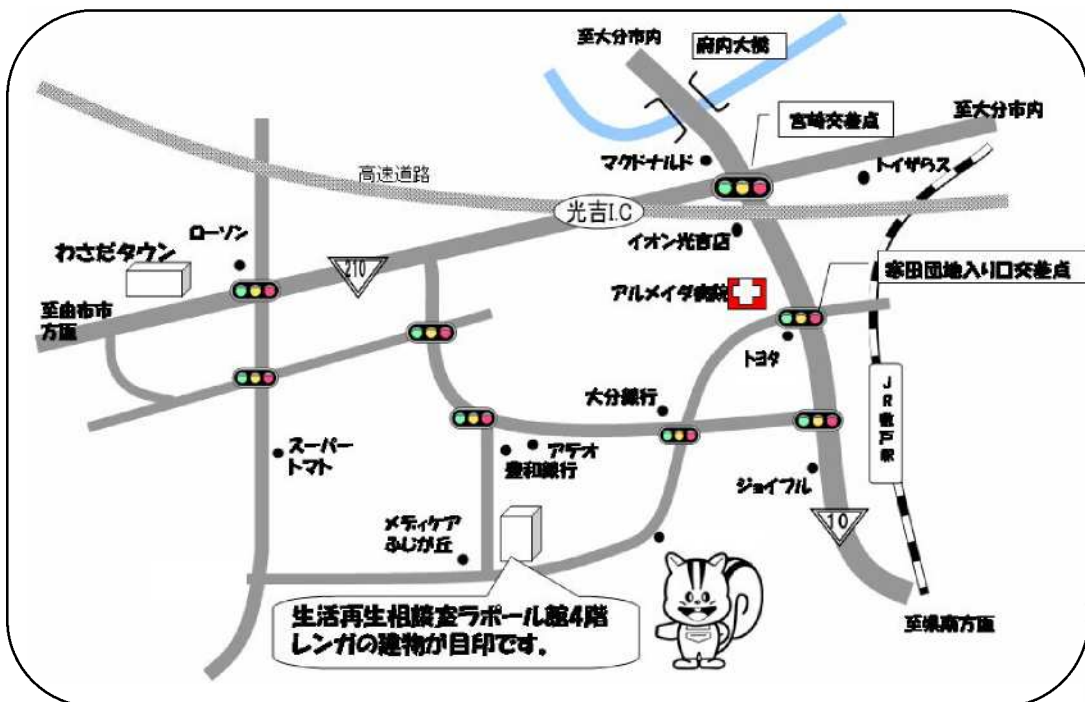 至大分市内
府内大橋
宮崎交差点
至大分市内
マクドナルド
トイザらス
高速道路
光吉I.C
ローソン
わさだタウン
イオン光吉店
210
寒田団地入り口交差点
アルメイダ病院
至由布市
方面
トヨタ
JR敷戸駅
大分銀行
スーパー
トマト
アテオ
豊和銀行
ジョイフル
メディケア
ふじが丘
10
生活再生相談室ラポール館4階
レンガの建物が目印です。
至県南方面